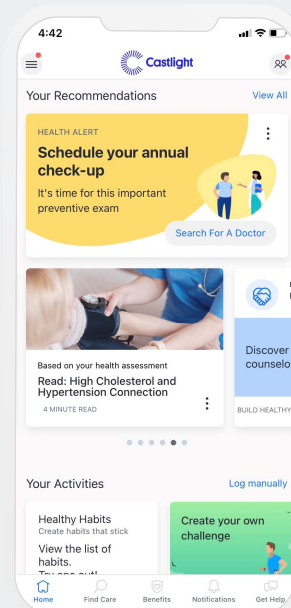 4:42
Castlight
Your Recommendations
View All
HEALTH ALERT
Schedule your annual
check-up
It's time for this important
preventive exam
Search For A Doctor
Based on your health assessment
Read: High Cholesterol and
Hypertension Connection
4 MINUTE READ
Discover
counselo
BUILD HEALTHY
Your Activities
Log manually
Healthy Habits
Create habits that stick
View the list of
habits.
Try one out!
Create your own
challenge
Home
Find Care
Benefits
Notifications
Get Help